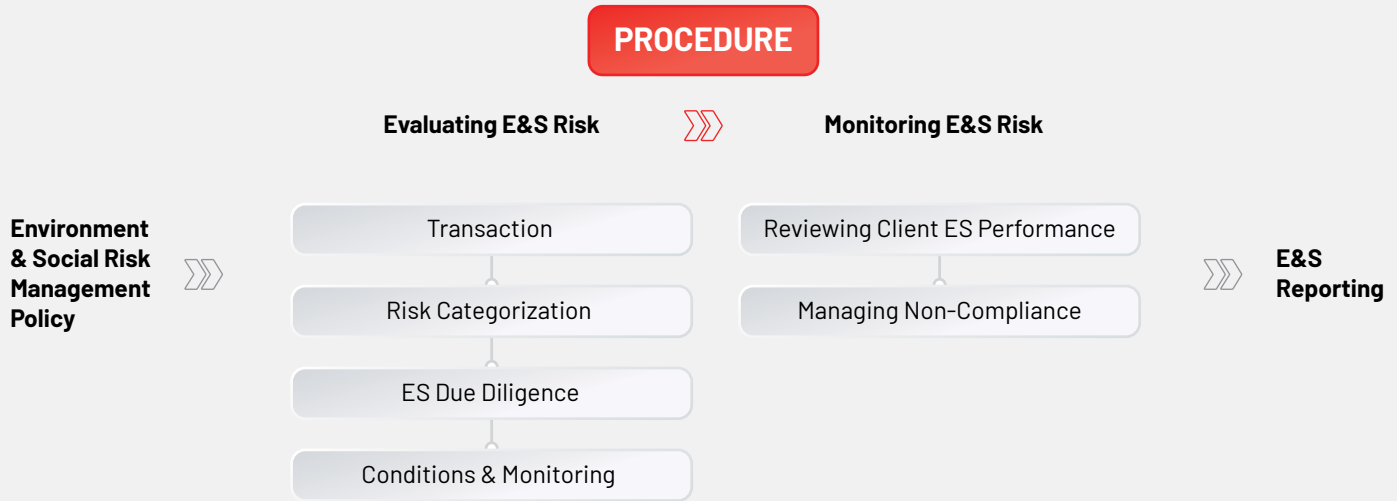 PROCEDURE
Evaluating E&S Risk
Monitoring E&S Risk
Environment
& Social Risk
Management
Policy
Transaction
Risk Categorization
ES Due Diligence
Conditions & Monitoring
Reviewing Client ES Performance
Managing Non-Compliance
E&S
Reporting